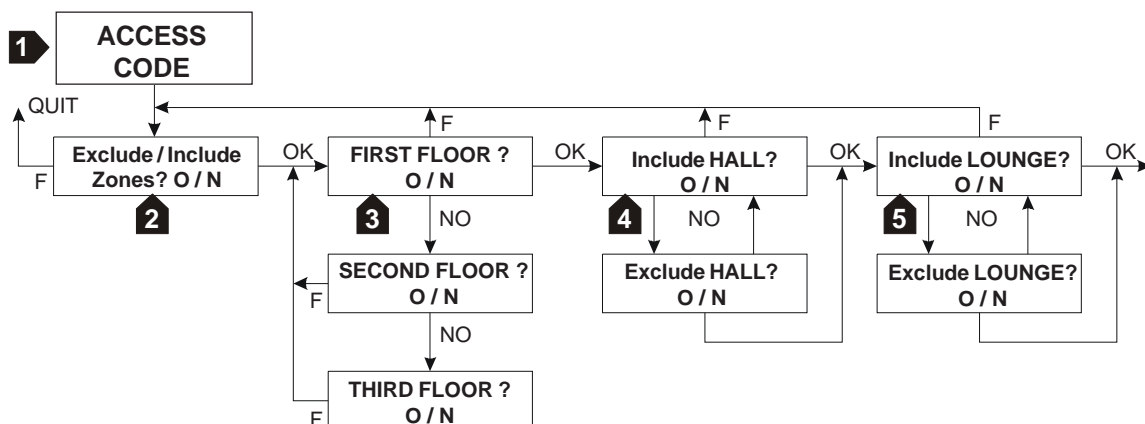 1
ACCESS
CODE
QUIT
F
Exclude / Include
Zones? O / N
2
OK
F
FIRST FLOOR ?
O / N
3
NO
F
SECOND FLOOR ?
O / N
NO
F
THIRD FLOOR ?
O / N
OK
F
Include HALL?
O / N
4
NO
Exclude HALL?
O / N
OK
F
Include LOUNGE?
O / N
5
NO
Exclude LOUNGE?
O / N
OK